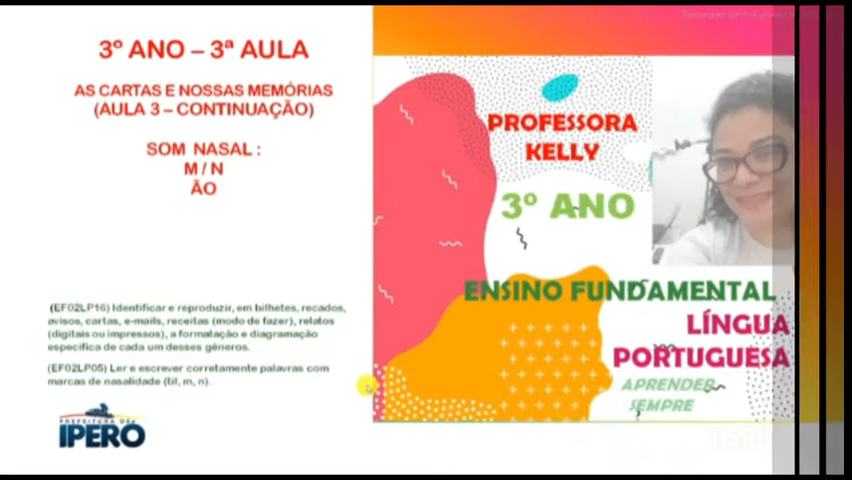 3º ANO – 3ª AULA
AS CARTAS E NOSSAS MEMÓRIAS
(AULA 3 – CONTINUAÇÃO)
SOM NASAL :
M / N
ÃO
(EF02LP16) Identificar e reproduzir, em bilhetes, recados,
avisos, cartas, e-mails, receitas (modo de fazer), relatos
(digitais ou impressos), a formatação e diagramação
específica de cada um desses gêneros.
(EF02LP05) Ler e escrever corretamente palavras com
marcas de nasalidade (til, m, n).
PREFEITURA DE
IPERÓ
PROFESSORA
KELLY
3º ANO
ENSINO FUNDAMENTAL
LÍNGUA
PORTUGUESA
APRENDER
SEMPRE